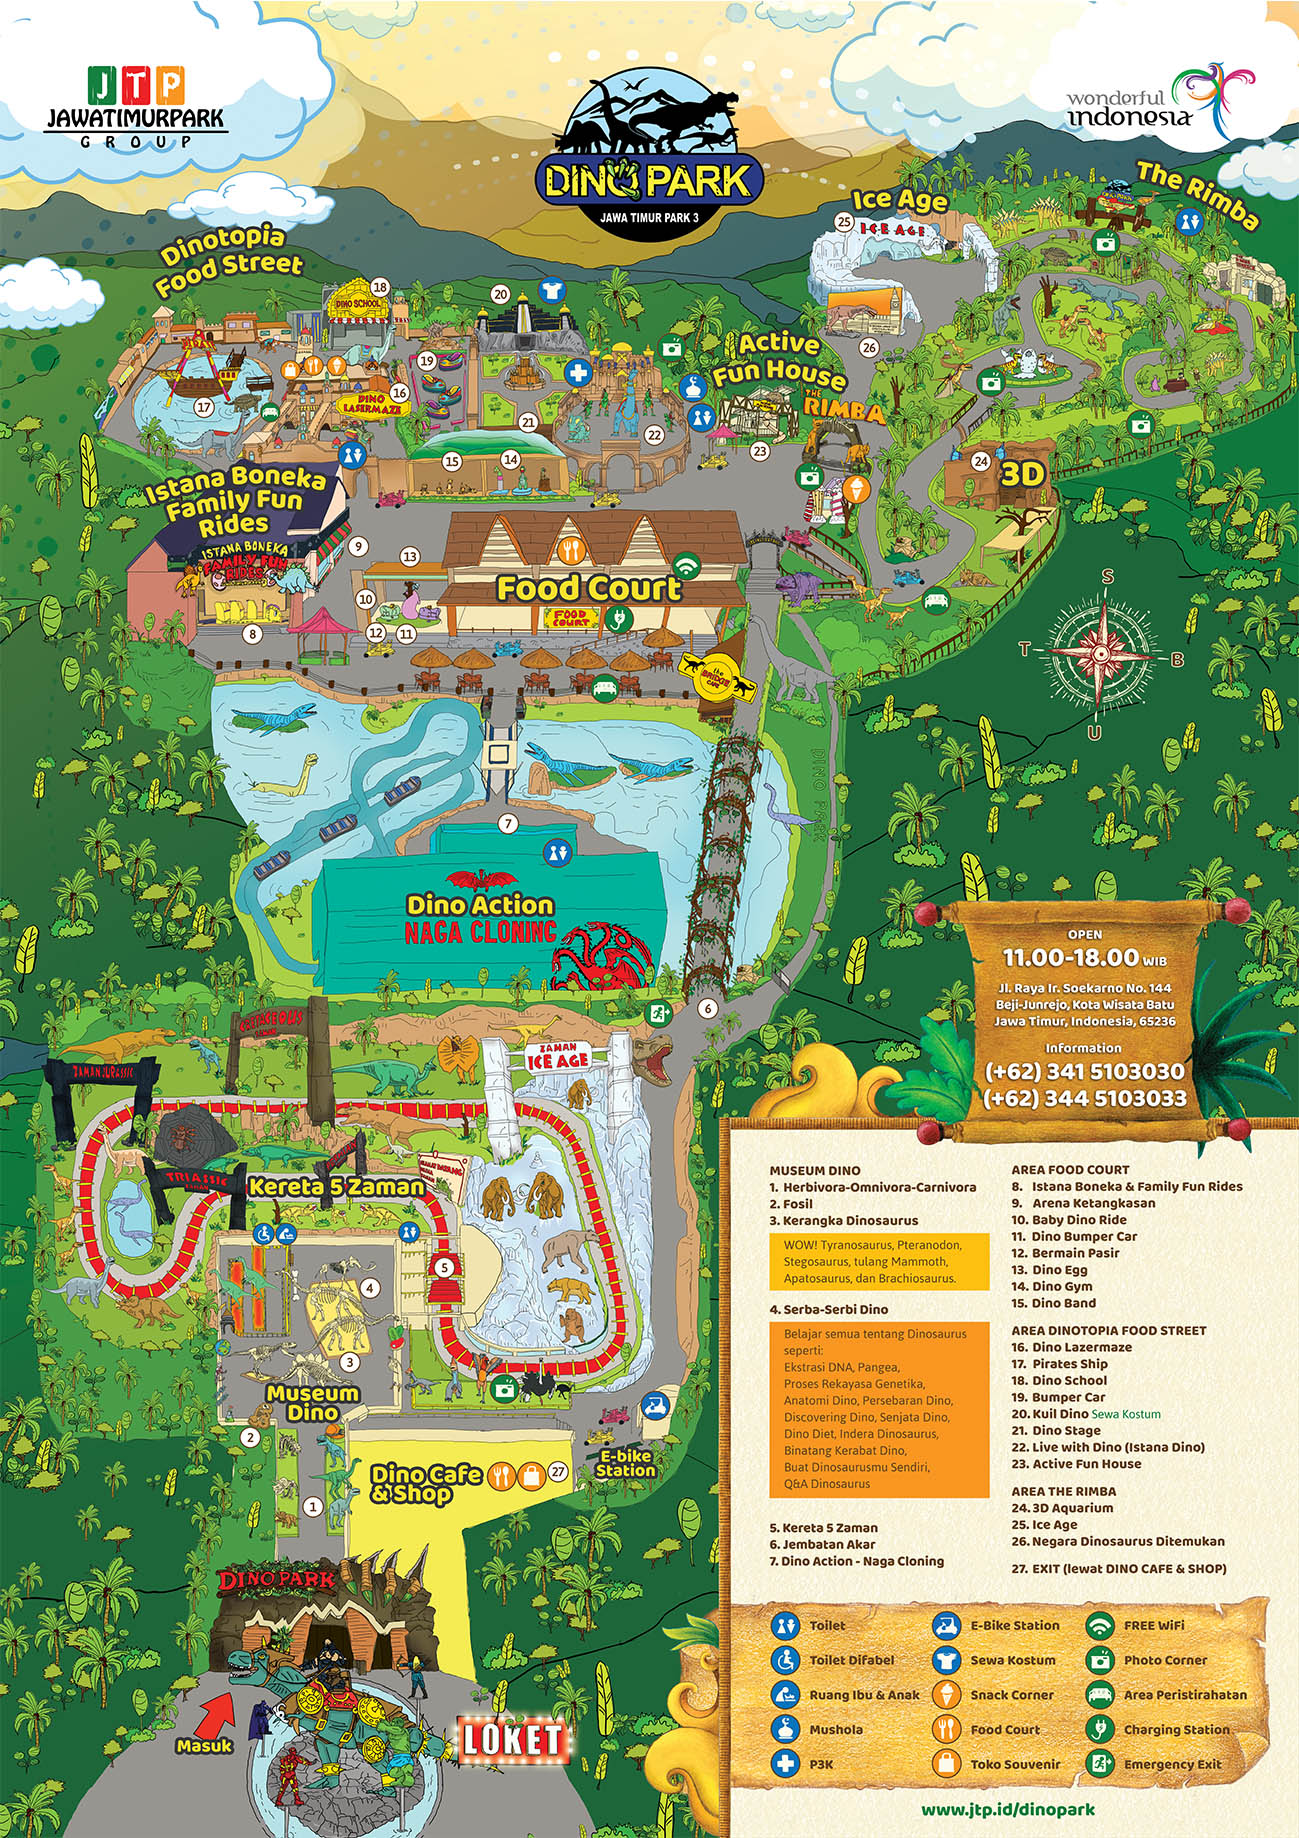 JTP
JAWATIMURPARK
GROUP
DINO PARK
JAWA TIMUR PARK 3
wonderful
indonesia
The Rimba
Ice Age
25
ICE AGE
26
Dinotopia
Food Street
18
DINO SCHOOL
20
19
17
16
DINO
LASERMAZE
21
22
Active
Fun House
THE
RIMBA
23
15
14
24
3D
Istana Boneka
Family Fun
Rides
ISTANA BONEKA
FAMILY FUN
RIDES
9
13
10
12
11
8
Food Court
FOOD
COURT
the
BRIDGE
CAFE
S
T
B
U
DINO PARK
7
Dino Action
NAGA CLONING
6
OPEN
11.00-18.00 WIB
Jl. Raya Ir. Soekarno No. 144
Beji-Junrejo, Kota Wisata Batu
Jawa Timur, Indonesia, 65236
Information
(+62) 341 5103030
(+62) 344 5103033
ZAMAN JURASSIC
CRETACEOUS
ZAMAN
ICE AGE
TRIASSIC
Kereta 5 Zaman
SELAMAT DATANG
5
4
3
Museum
Dino
2
1
Dino Cafe
& Shop
27
E-bike
Station
DINOPARK
Masuk
LOKET
MUSEUM DINO
1. Herbivora-Omnivora-Carnivora
2. Fosil
3. Kerangka Dinosaurus
WOW! Tyranosaurus, Pteranodon,
Stegosaurus, tulang Mammoth,
Apatosaurus, dan Brachiosaurus.
4. Serba-Serbi Dino
Belajar semua tentang Dinosaurus
seperti:
Ekstrasi DNA, Pangea,
Proses Rekayasa Genetika,
Anatomi Dino, Persebaran Dino,
Discovering Dino, Senjata Dino,
Dino Diet, Indera Dinosaurus,
Binatang Kerabat Dino,
Buat Dinosaurusmu Sendiri,
Q&A Dinosaurus
5. Kereta 5 Zaman
6. Jembatan Akar
7. Dino Action - Naga Cloning
AREA FOOD COURT
8. Istana Boneka & Family Fun Rides
9. Arena Ketangkasan
10. Baby Dino Ride
11. Dino Bumper Car
12. Bermain Pasir
13. Dino Egg
14. Dino Gym
15. Dino Band
AREA DINOTOPIA FOOD STREET
16. Dino Lazermaze
17. Pirates Ship
18. Dino School
19. Bumper Car
20. Kuil Dino Sewa Kostum
21. Dino Stage
22. Live with Dino (Istana Dino)
23. Active Fun House
AREA THE RIMBA
24. 3D Aquarium
25. Ice Age
26. Negara Dinosaurus Ditemukan
27. EXIT (lewat DINO CAFE & SHOP)
Toilet
Toilet Difabel
Ruang Ibu & Anak
Mushola
P3K
E-Bike Station
Sewa Kostum
Snack Corner
Food Court
Toko Souvenir
FREE WiFi
Photo Corner
Area Peristirahatan
Charging Station
Emergency Exit
www.jtp.id/dinopark